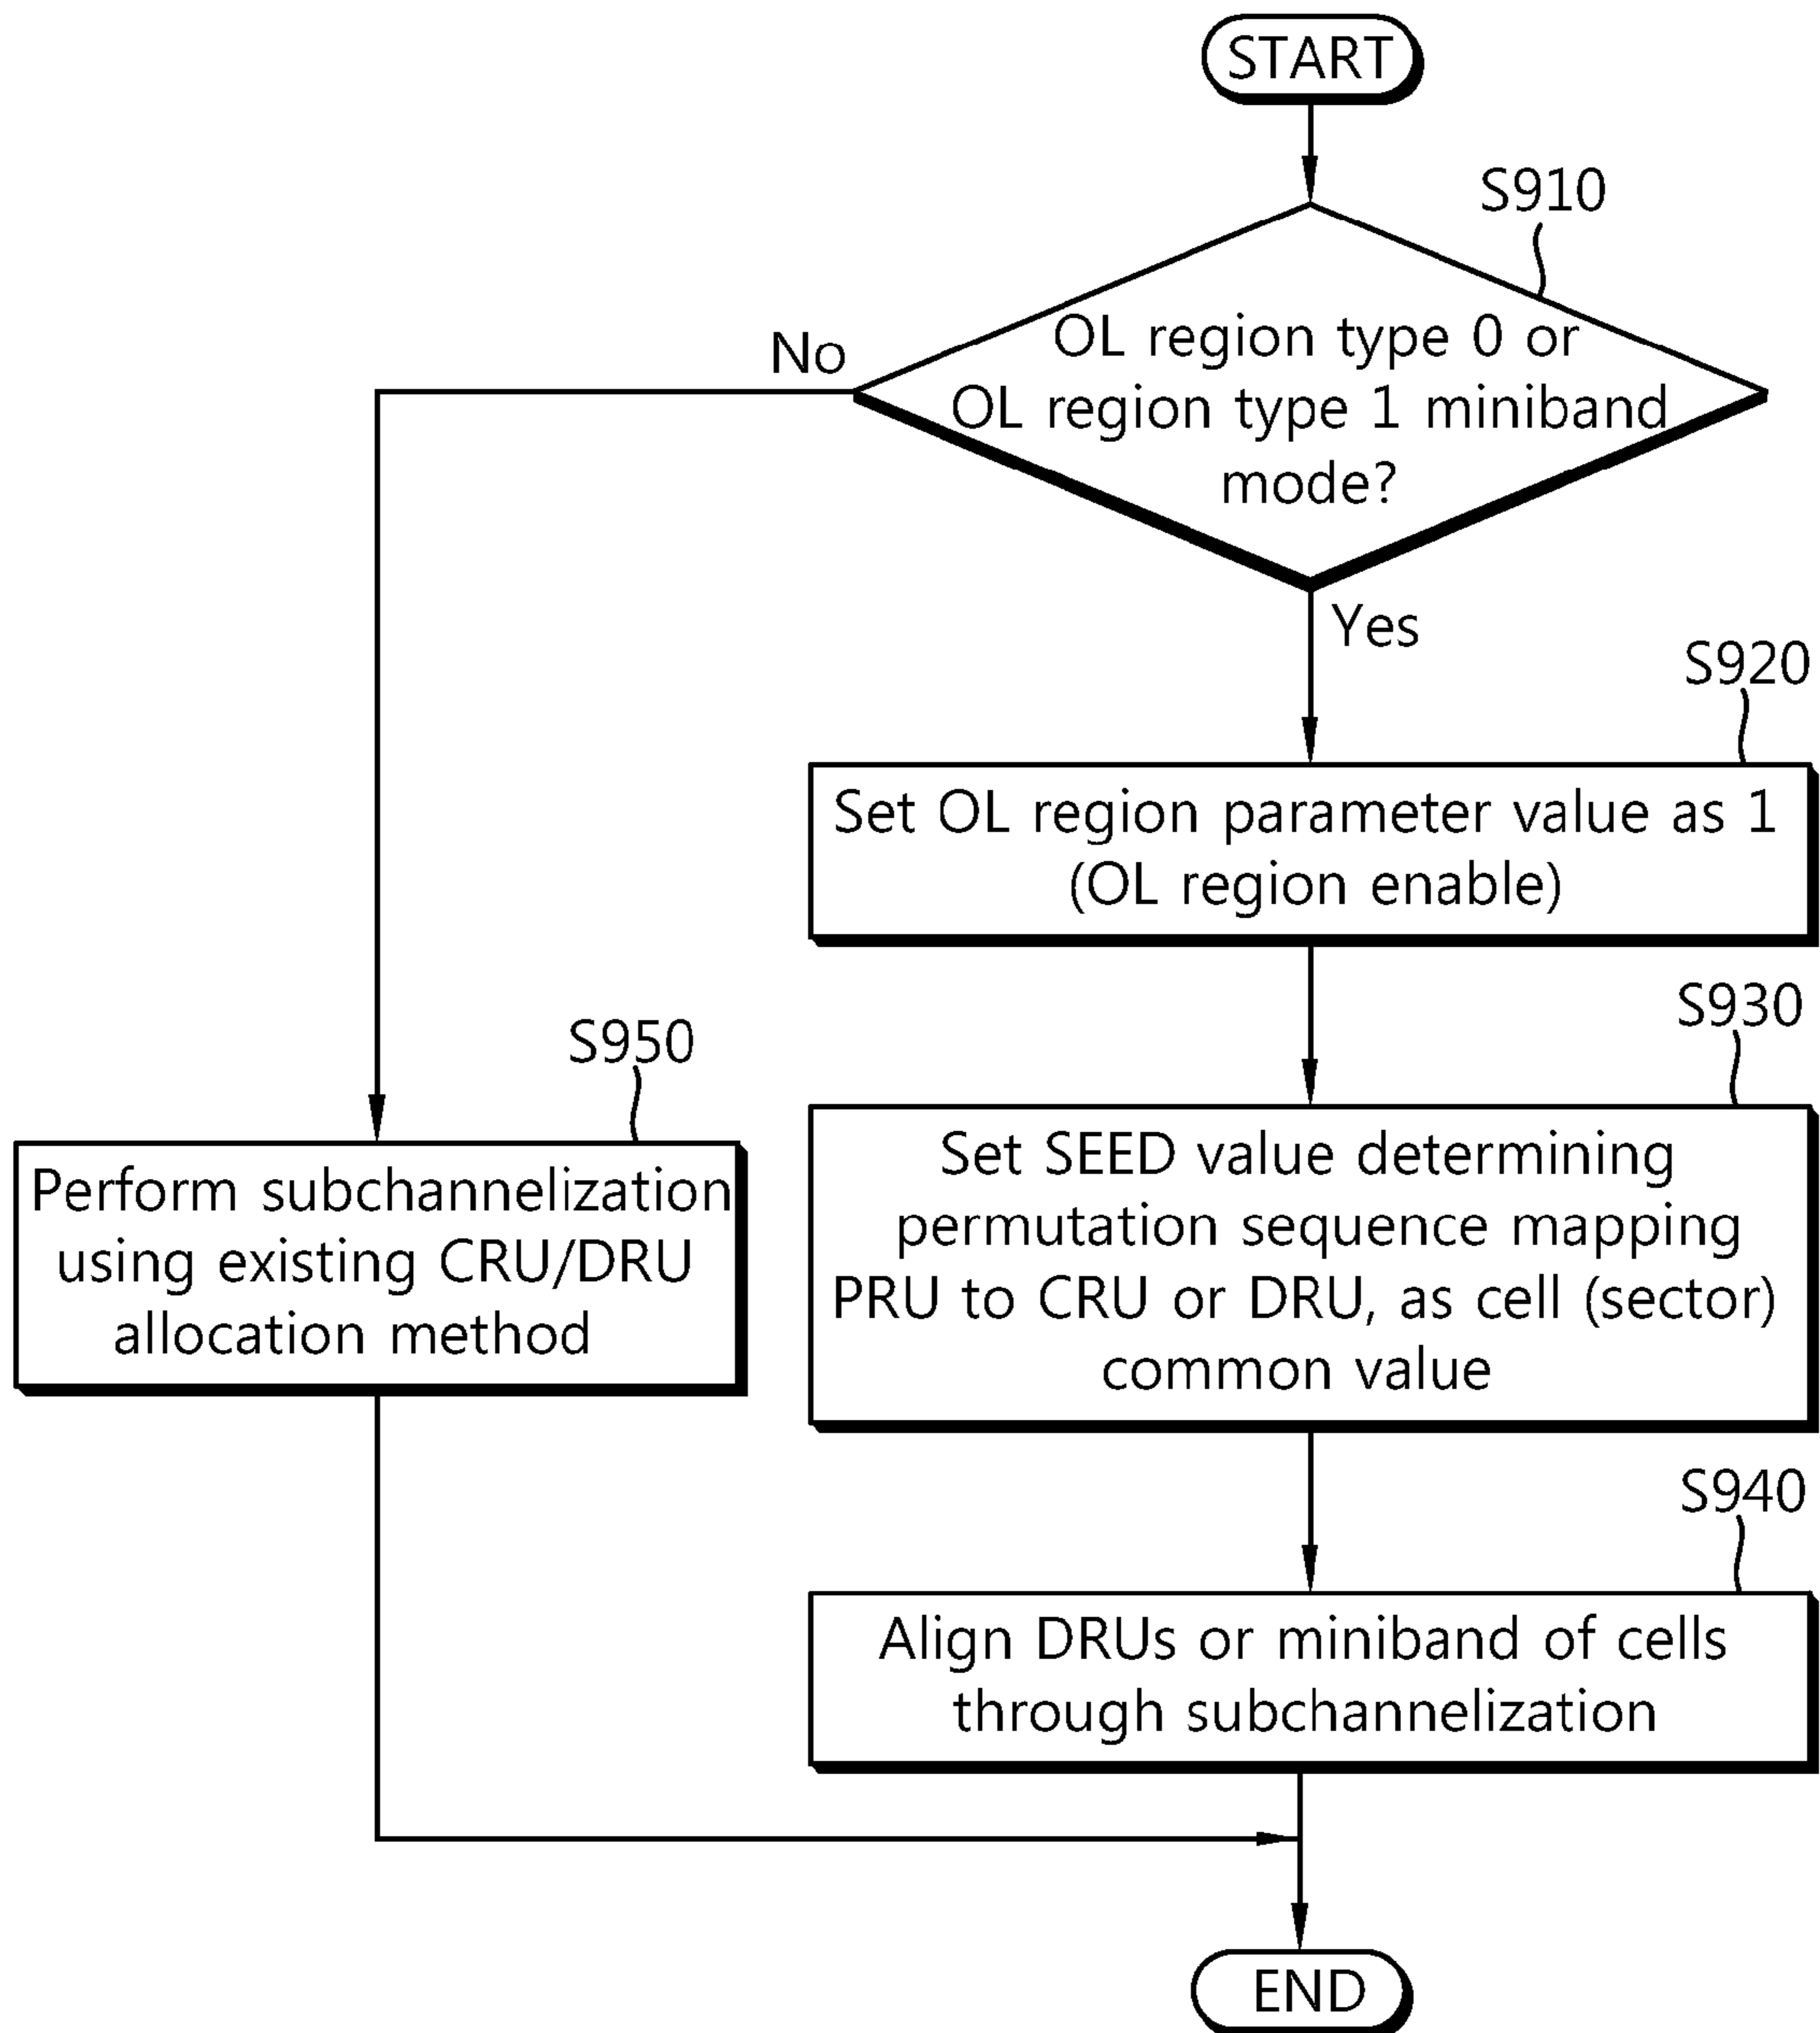 START
S910
OL region type 0 or
OL region type 1 miniband
mode?
No
Yes
S920
Set OL region parameter value as 1
(OL region enable)
S930
Set SEED value determining
permutation sequence mapping
PRU to CRU or DRU, as cell (sector)
common value
S950
Perform subchannelization
using existing CRU/DRU
allocation method
S940
Align DRUs or miniband of cells
through subchannelization
END